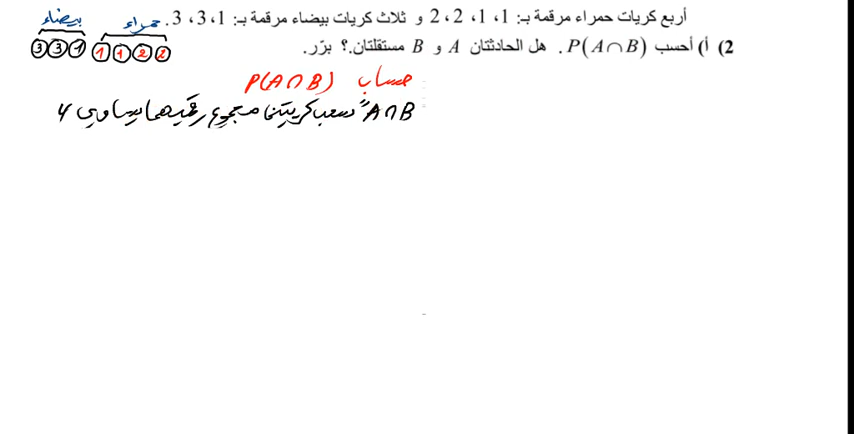 أربع كريات حمراء مرقمة بـ: 1، 1، 2، 2 و ثلاث كريات بيضاء مرقمة بـ: 1، 3، 3.
بيضاء حمراء
3 3 1 1 1 2 2
2) أ) أحسب P(A∩B) . هل الحادثتان A و B مستقلتان.؟ برّر.
حساب P(A∩B)
A∩B "سحب كريتين مجموع رقميهما يساوي 4